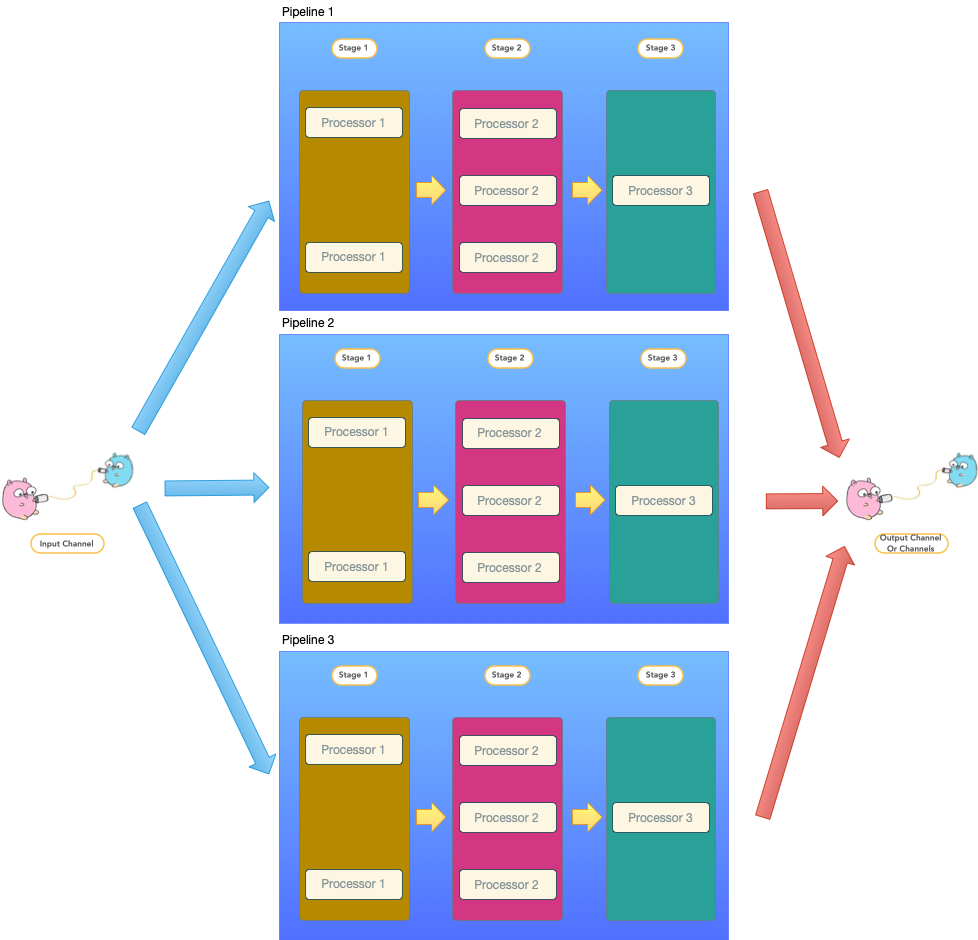 Pipeline 1
Stage 1
Stage 2
Stage 3
Processor 1
Processor 2
Processor 2
Processor 3
Processor 1
Processor 2
Pipeline 2
Stage 1
Stage 2
Stage 3
Processor 1
Processor 2
Processor 2
Processor 3
Processor 1
Processor 2
Input Channel
Output Channel
Or Channels
Pipeline 3
Stage 1
Stage 2
Stage 3
Processor 1
Processor 2
Processor 2
Processor 3
Processor 1
Processor 2